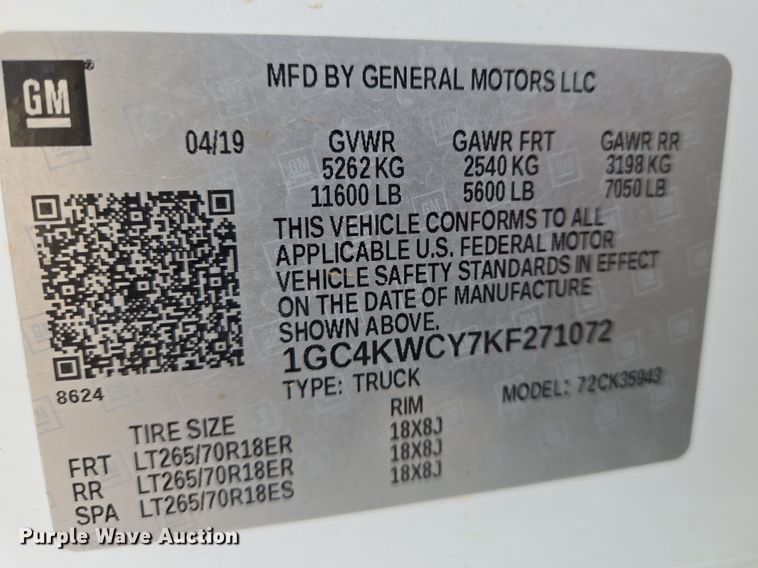 GM
MFD BY GENERAL MOTORS LLC
04/19 GVWR GAWR FRT GAWR RR
5262 KG 2540 KG 3198 KG
11600 LB 5600 LB 7050 LB
THIS VEHICLE CONFORMS TO ALL
APPLICABLE U.S. FEDERAL MOTOR
VEHICLE SAFETY STANDARDS IN EFFECT
ON THE DATE OF MANUFACTURE
SHOWN ABOVE.
1GC4KWCY7KF271072
8624
TYPE: TRUCK MODEL: 72CK35943
TIRE SIZE RIM
FRT LT265/70R18ER 18X8J
RR LT265/70R18ER 18X8J
SPA LT265/70R18ES 18X8J
Purple Wave Auction